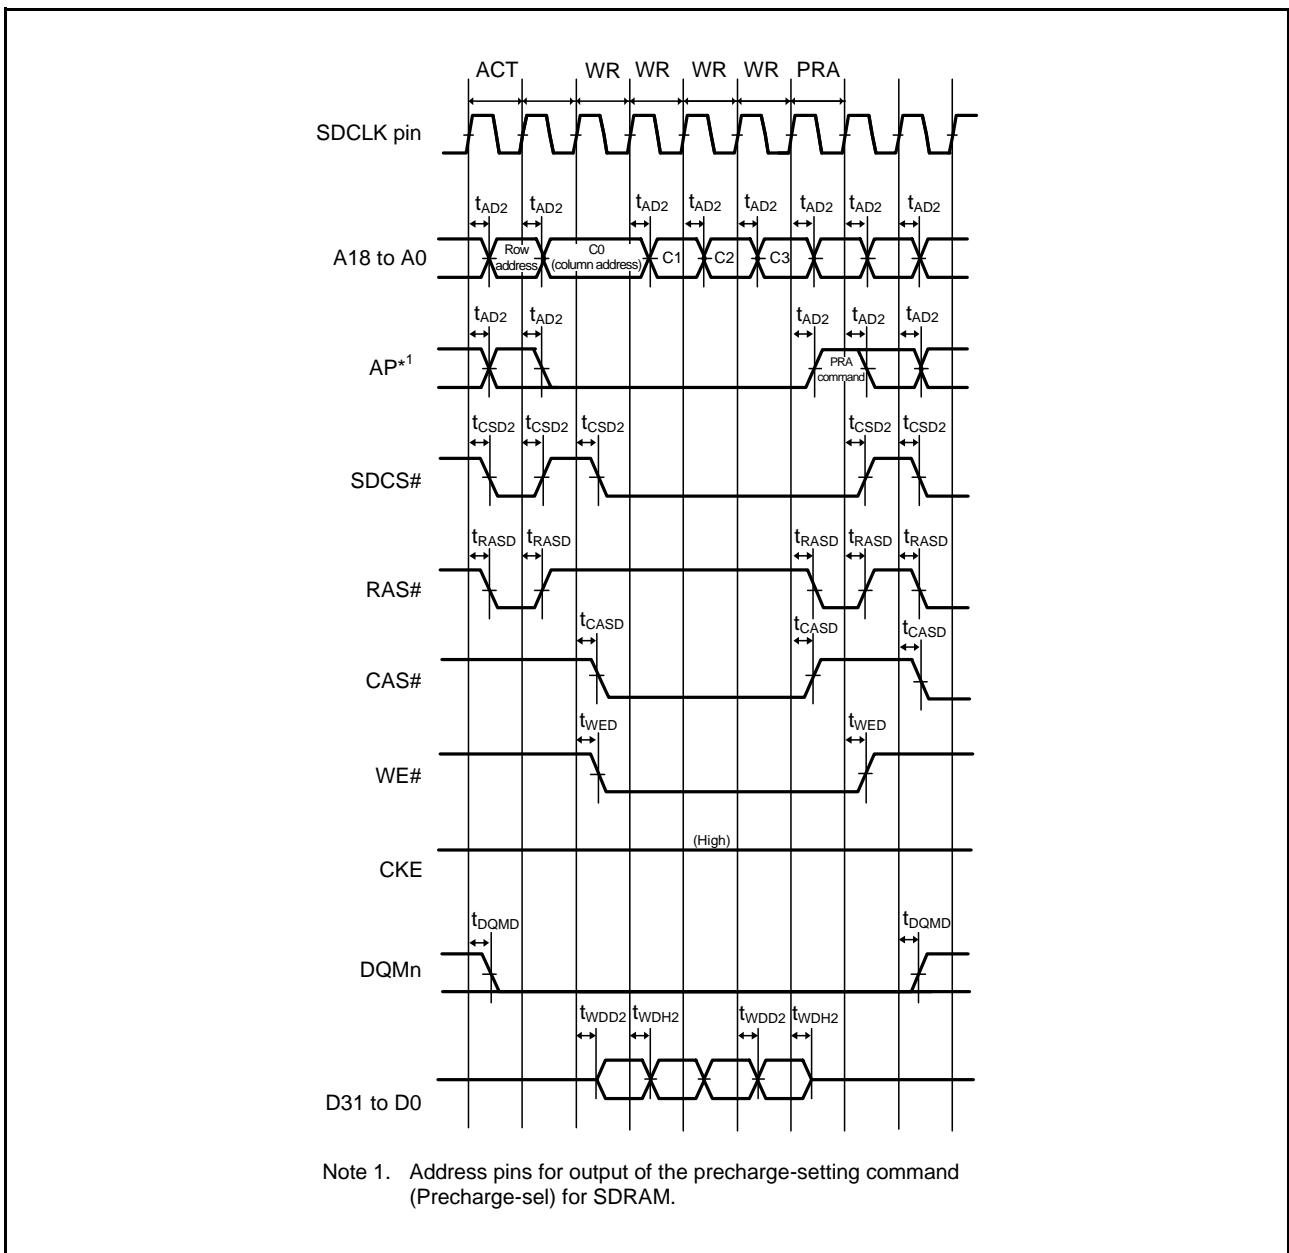 ACT WR WR WR WR PRA
SDCLK pin
tAD2 tAD2 tAD2 tAD2 tAD2 tAD2 tAD2 tAD2
A18 to A0
Row address
C0 (column address)
C1
C2
C3
tAD2 tAD2 tAD2 tAD2 tAD2
AP*1
PRA command
tCSD2 tCSD2 tCSD2 tCSD2 tCSD2
SDCS#
tRASD tRASD tRASD tRASD tRASD
RAS#
tCASD tCASD tCASD
CAS#
tWED tWED
WE#
(High)
CKE
tDQMD tDQMD
DQMn
tWDD2 tWDH2 tWDD2 tWDH2
D31 to D0
Note 1. Address pins for output of the precharge-setting command
(Precharge-sel) for SDRAM.